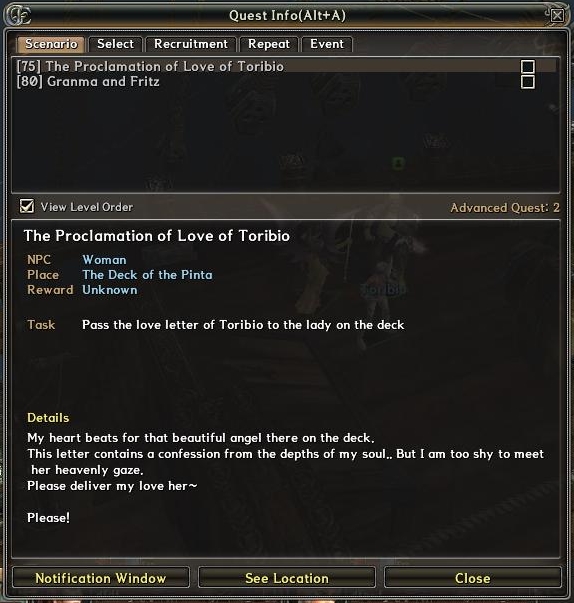 Quest Info(Alt+A)
Scenario Select Recruitment Repeat Event
[75] The Proclamation of Love of Toribio
[80] Granma and Fritz
View Level Order Advanced Quest: 2
The Proclamation of Love of Toribio
NPC Woman
Place The Deck of the Pinta
Reward Unknown
Toribio
Task Pass the love letter of Toribio to the lady on the deck
Details
My heart beats for that beautiful angel there on the deck.
This letter contains a confession from the depths of my soul.. But I am too shy to meet
her heavenly gaze.
Please deliver my love her~
Please!
Notification Window See Location Close